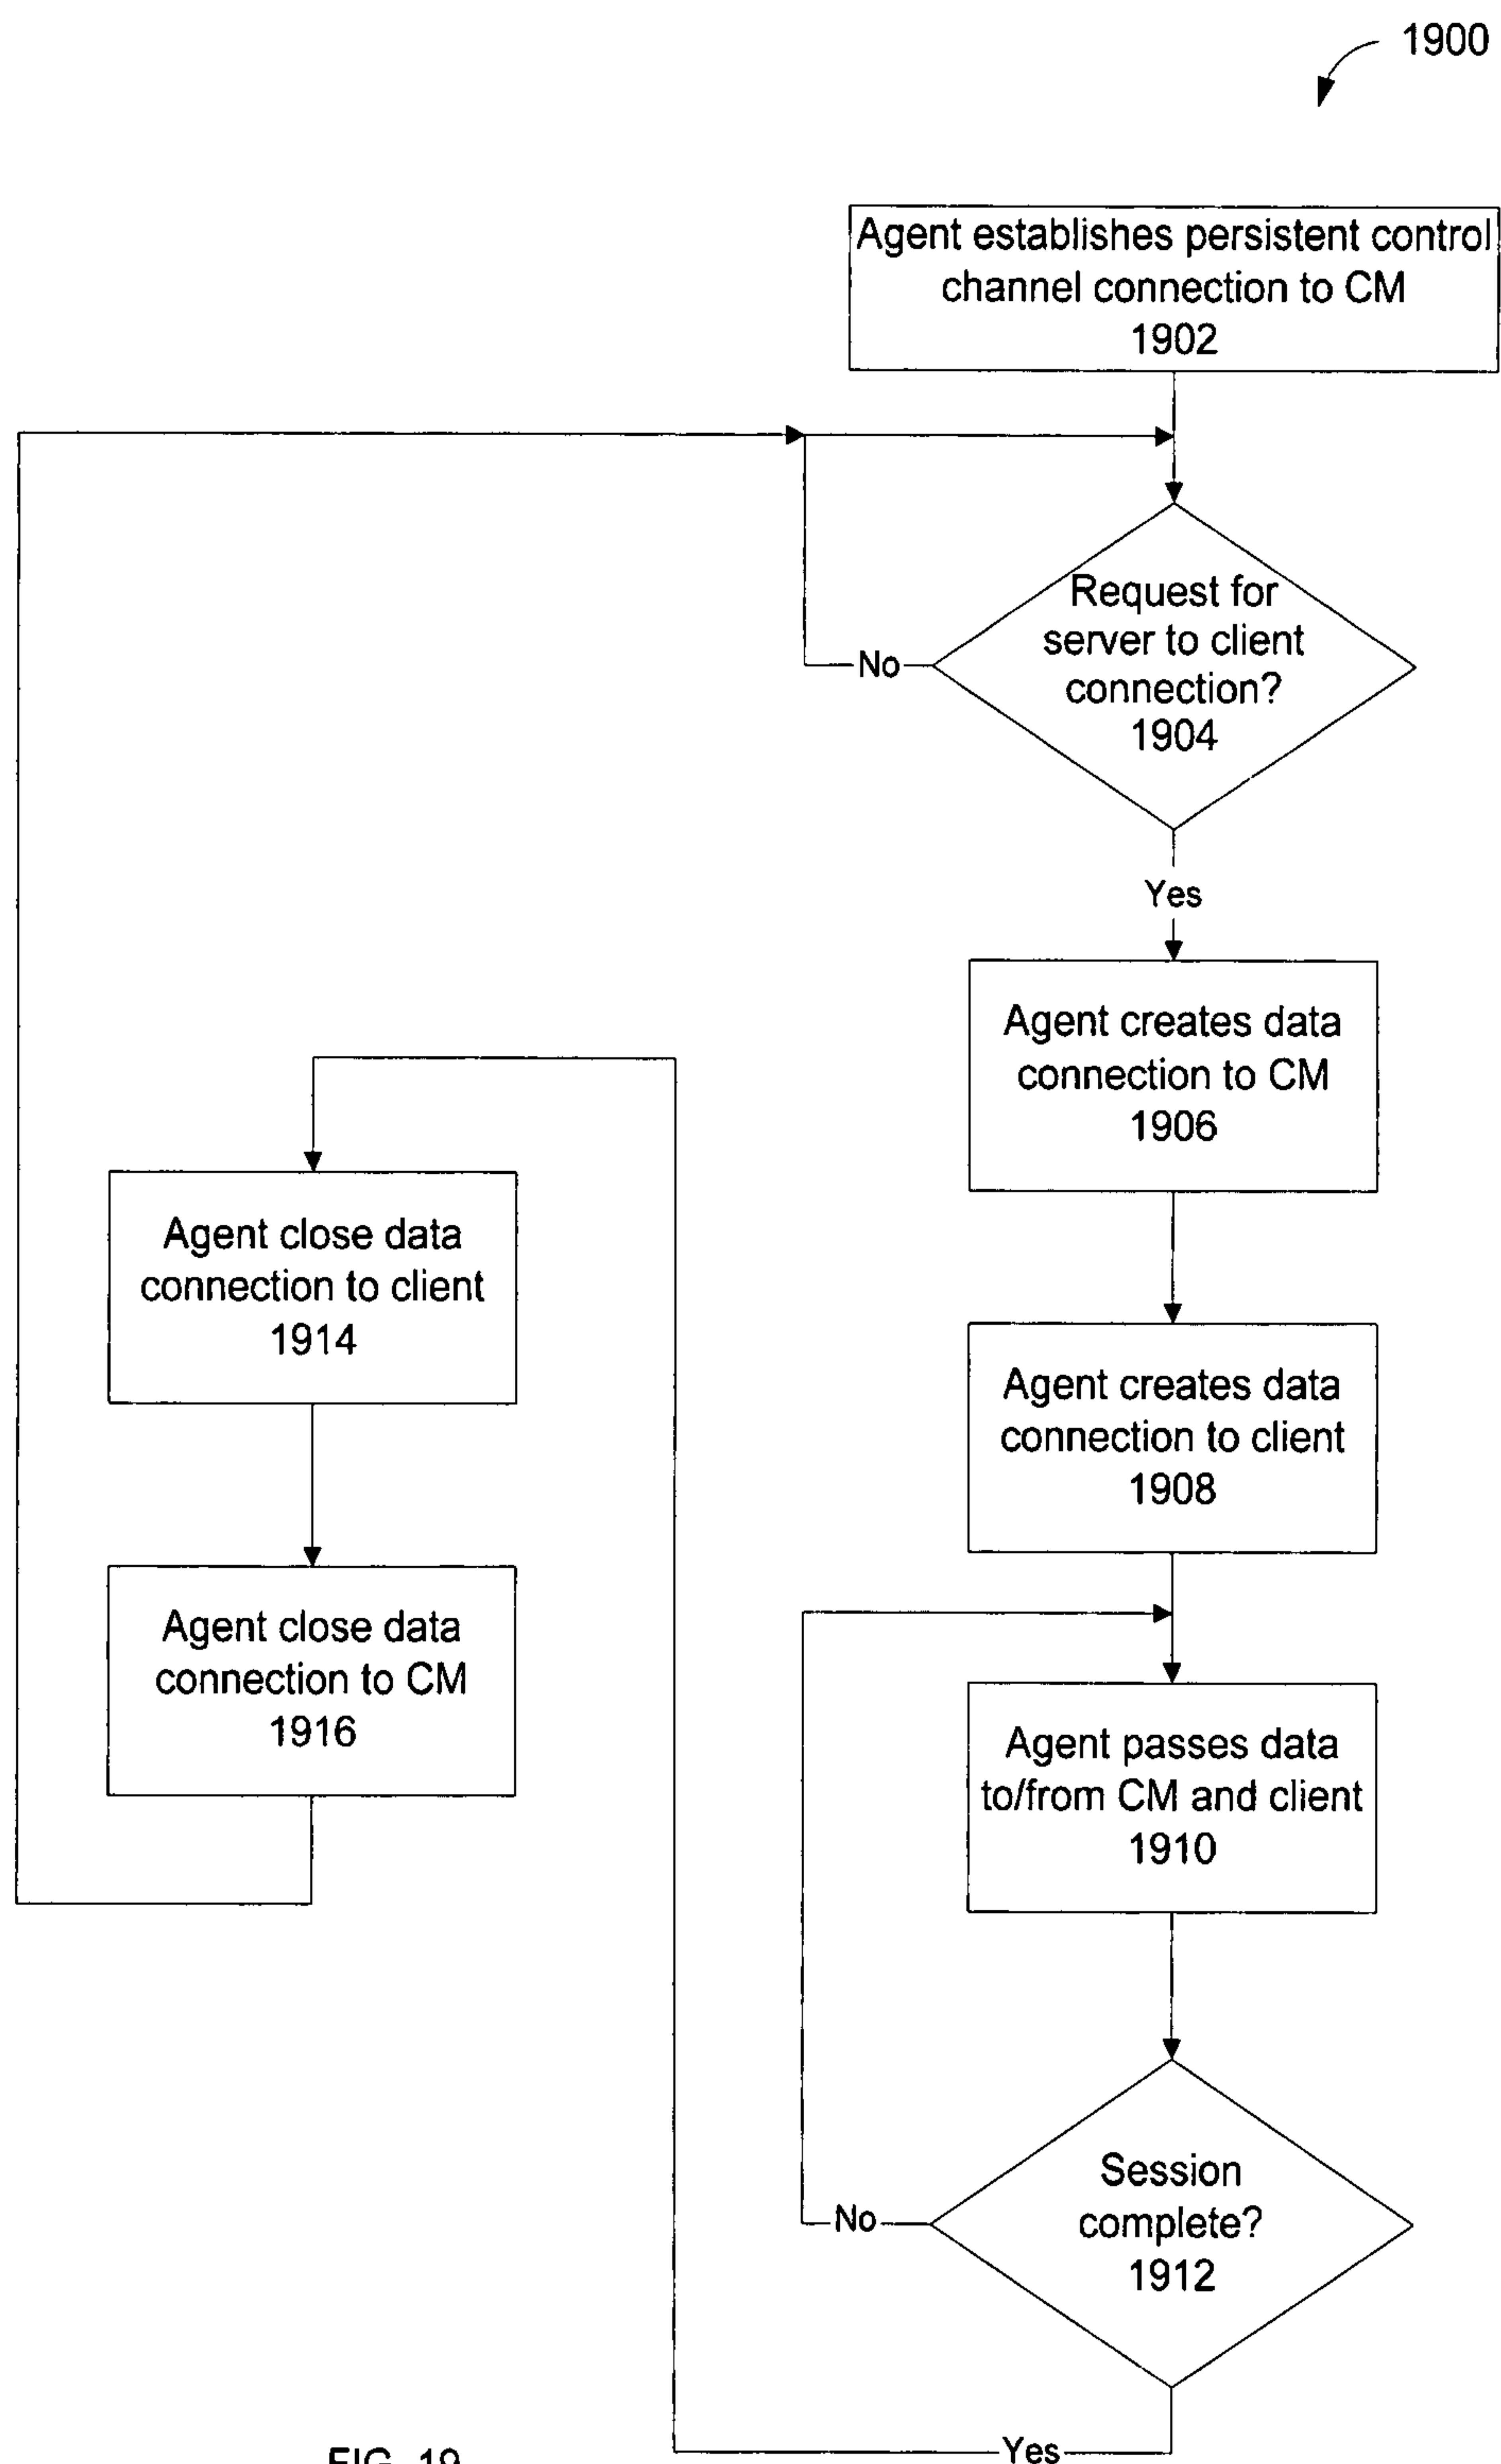 1900
Agent establishes persistent control
channel connection to CM
1902
Request for
server to client
connection?
1904
No
Yes
Agent creates data
connection to CM
1906
Agent close data
connection to client
1914
Agent creates data
connection to client
1908
Agent close data
connection to CM
1916
Agent passes data
to/from CM and client
1910
Session
complete?
1912
No
Yes
FIG. 19